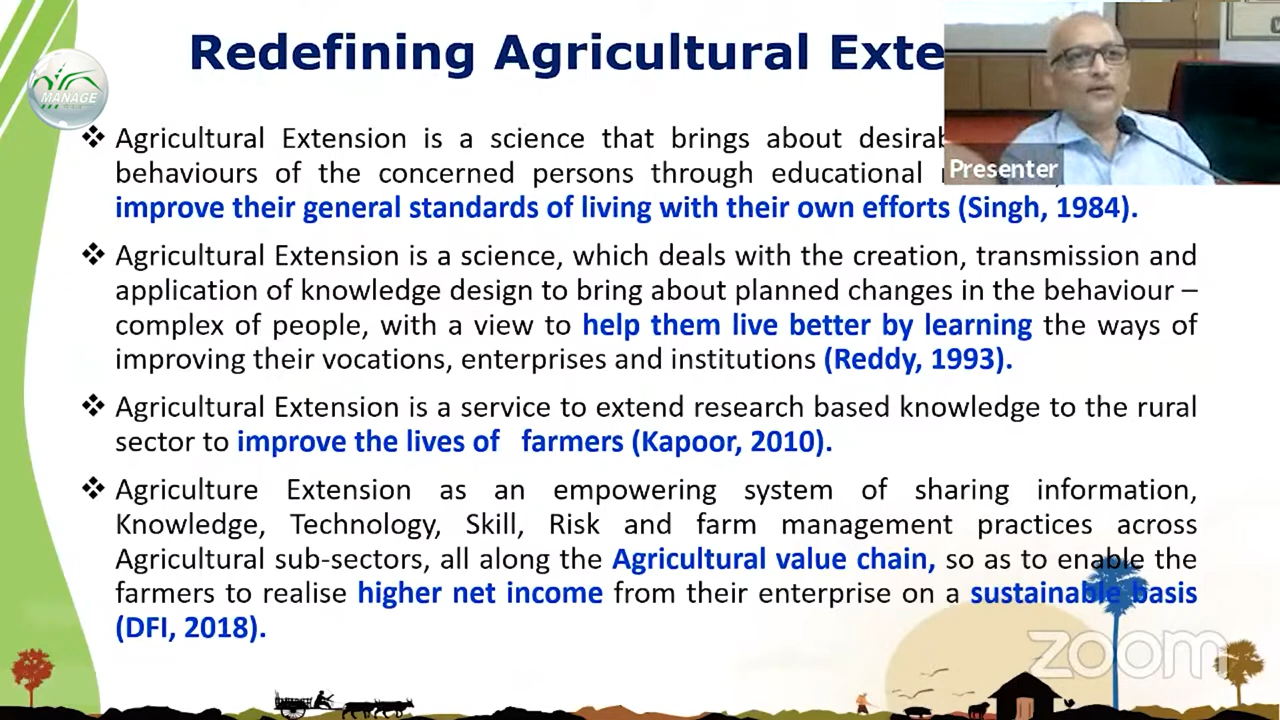 Redefining Agricultural Exte
MANAGE
Presenter
❖ Agricultural Extension is a science that brings about desirab
behaviours of the concerned persons through educational
improve their general standards of living with their own efforts (Singh, 1984).
❖ Agricultural Extension is a science, which deals with the creation, transmission and
application of knowledge design to bring about planned changes in the behaviour –
complex of people, with a view to help them live better by learning the ways of
improving their vocations, enterprises and institutions (Reddy, 1993).
❖ Agricultural Extension is a service to extend research based knowledge to the rural
sector to improve the lives of farmers (Kapoor, 2010).
❖ Agriculture Extension as an empowering system of sharing information,
Knowledge, Technology, Skill, Risk and farm management practices across
Agricultural sub-sectors, all along the Agricultural value chain, so as to enable the
farmers to realise higher net income from their enterprise on a sustainable basis
(DFI, 2018).
zoom